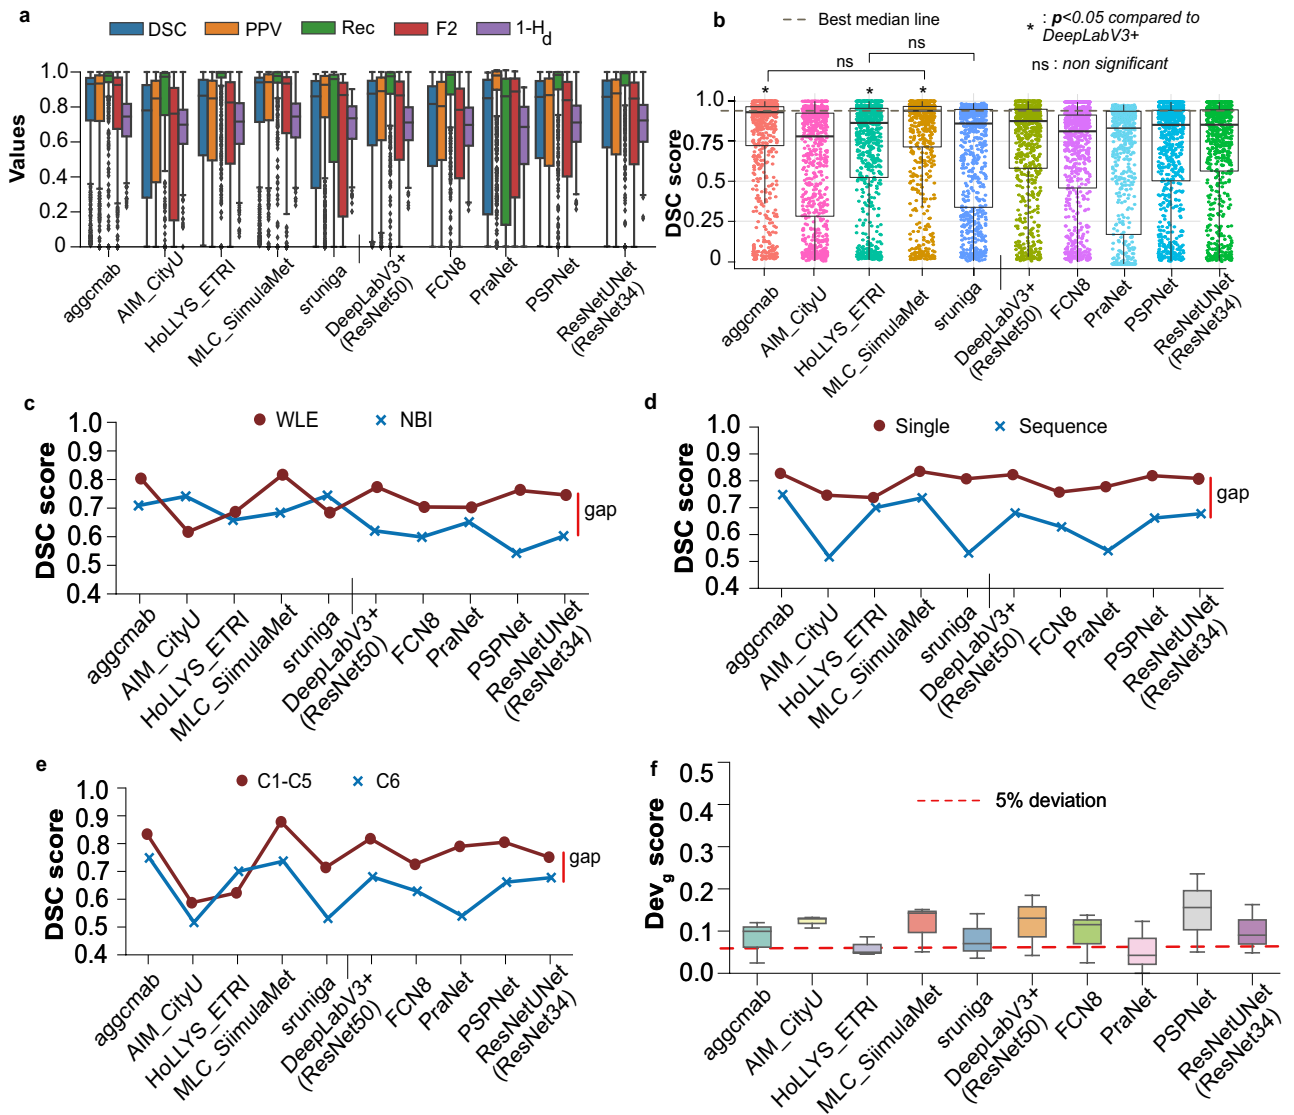 a
DSC PPV Rec F2 1-Hd
Values
1.0
0.8
0.6
0.4
0.2
0
aggcmab
AIM_CityU
HoLLYS_ETRI
MLC_SiimulaMet
sruniga
DeepLabV3+
(ResNet50)
FCN8
PraNet
PSPNet
ResNetUNet
(ResNet34)
b
Best median line
* : p<0.05 compared to
DeepLabV3+
ns : non significant
ns
ns
* * *
DSC score
1.0
0.75
0.5
0.25
0
aggcmab
AIM_CityU
HoLLYS_ETRI
MLC_SiimulaMet
sruniga
DeepLabV3+
(ResNet50)
FCN8
PraNet
PSPNet
ResNetUNet
(ResNet34)
c
WLE NBI
DSC score
1.0
0.9
0.8
0.7
0.6
0.5
0.4
gap
aggcmab
AIM_CityU
HoLLYS_ETRI
MLC_SiimulaMet
sruniga
DeepLabV3+
(ResNet50)
FCN8
PraNet
PSPNet
ResNetUNet
(ResNet34)
d
Single Sequence
DSC score
1.0
0.9
0.8
0.7
0.6
0.5
0.4
gap
aggcmab
AIM_CityU
HoLLYS_ETRI
MLC_SiimulaMet
sruniga
DeepLabV3+
(ResNet50)
FCN8
PraNet
PSPNet
ResNetUNet
(ResNet34)
e
C1-C5 C6
DSC score
1.0
0.9
0.8
0.7
0.6
0.5
0.4
gap
aggcmab
AIM_CityU
HoLLYS_ETRI
MLC_SiimulaMet
sruniga
DeepLabV3+
(ResNet50)
FCN8
PraNet
PSPNet
ResNetUNet
(ResNet34)
f
5% deviation
Devg score
0.5
0.4
0.3
0.2
0.1
0.0
aggcmab
AIM_CityU
HoLLYS_ETRI
MLC_SiimulaMet
sruniga
DeepLabV3+
(ResNet50)
FCN8
PraNet
PSPNet
ResNetUNet
(ResNet34)